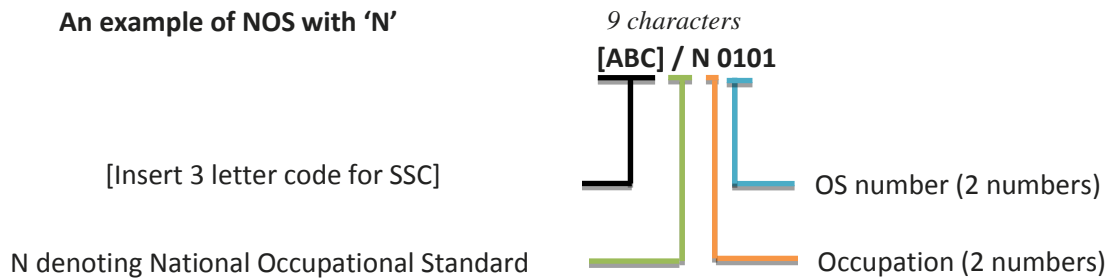 An example of NOS with ‘N’
9 characters
[ABC] / N 0101
[Insert 3 letter code for SSC]
OS number (2 numbers)
N denoting National Occupational Standard
Occupation (2 numbers)